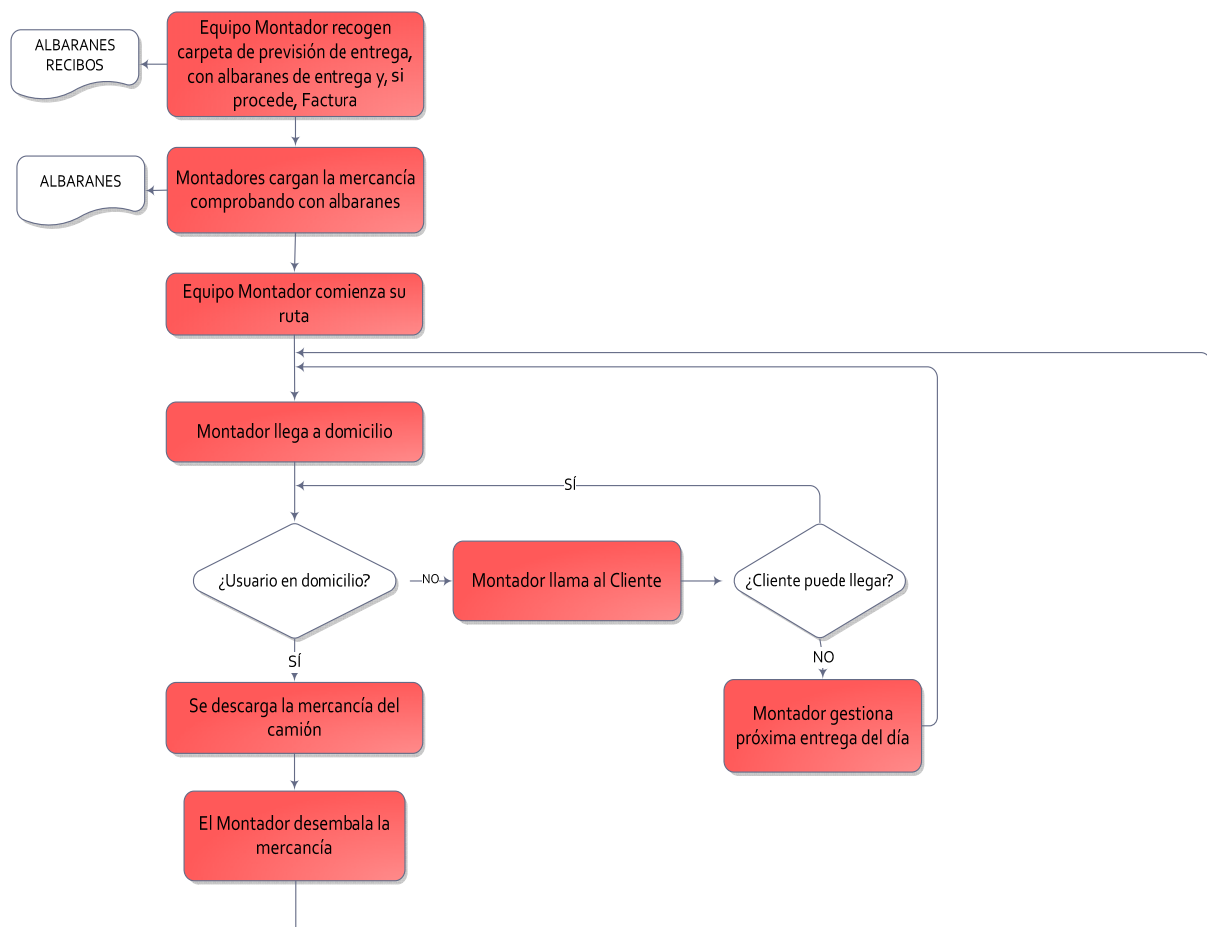 Equipo Montador recogen
carpeta de previsión de entrega,
con albaranes de entrega y, si
procede, Factura
ALBARANES
RECIBOS
Montadores cargan la mercancía
comprobando con albaranes
ALBARANES
Equipo Montador comienza su
ruta
Montador llega a domicilio
SÍ
¿Usuario en domicilio?
NO
Montador llama al Cliente
¿Cliente puede llegar?
SÍ
NO
Se descarga la mercancía del
camión
Montador gestiona
próxima entrega del día
El Montador desembala la
mercancía